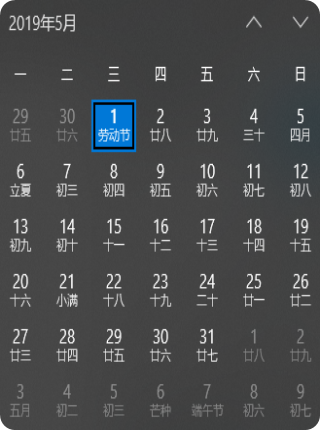 2019年5月
一 二 三 四 五 六 日
29 30 1 2 3 4 5
廿五 廿六 劳动节 廿八 廿九 三十 四月
6 7 8 9 10 11 12
立夏 初三 初四 初五 初六 初七 初八
13 14 15 16 17 18 19
初九 初十 十一 十二 十三 十四 十五
20 21 22 23 24 25 26
十六 小满 十八 十九 二十 廿一 廿二
27 28 29 30 31 1 2
廿三 廿四 廿五 廿六 廿七 廿八 廿九
3 4 5 6 7 8 9
五月 初二 初三 芒种 端午节 初六 初七